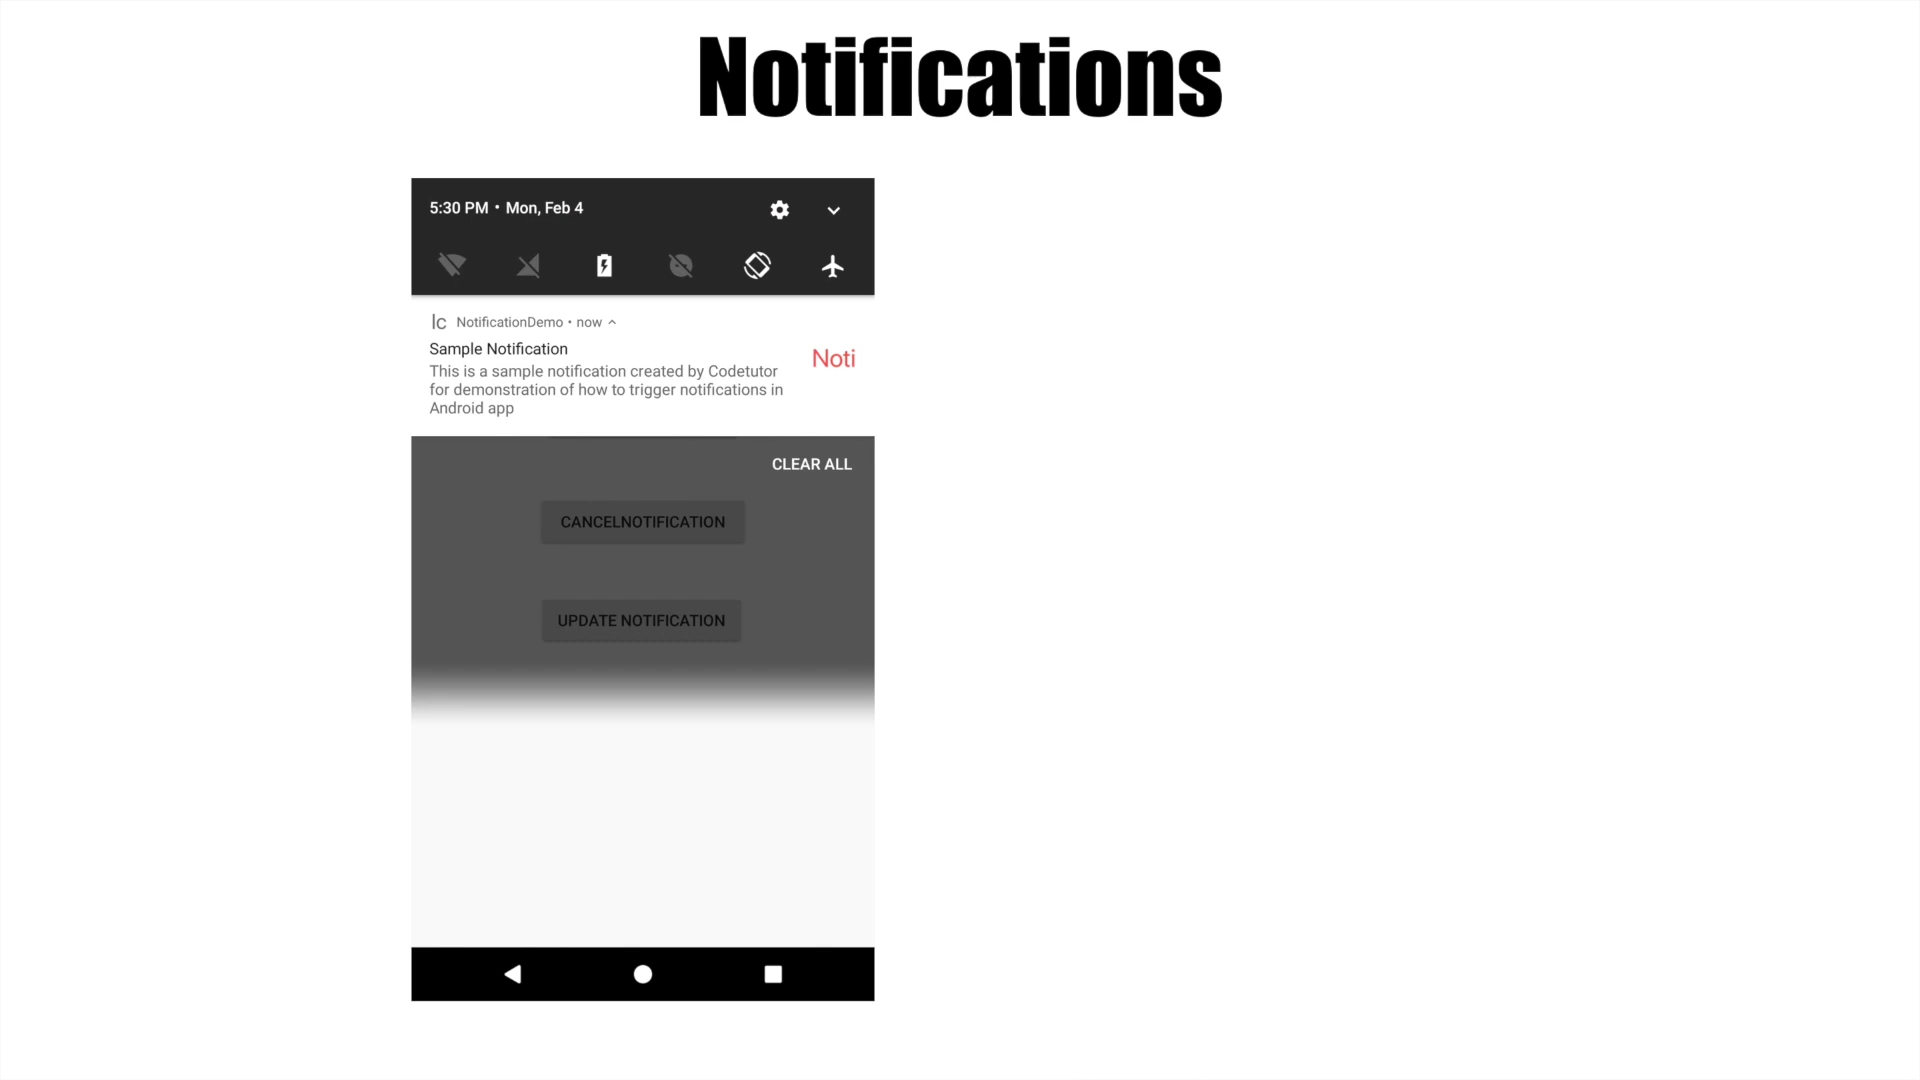 Notifications
5:30 PM • Mon, Feb 4
Ic NotificationDemo • now
Sample Notification
Noti
This is a sample notification created by Codetutor
for demonstration of how to trigger notifications in
Android app
CLEAR ALL
CANCELNOTIFICATION
UPDATE NOTIFICATION